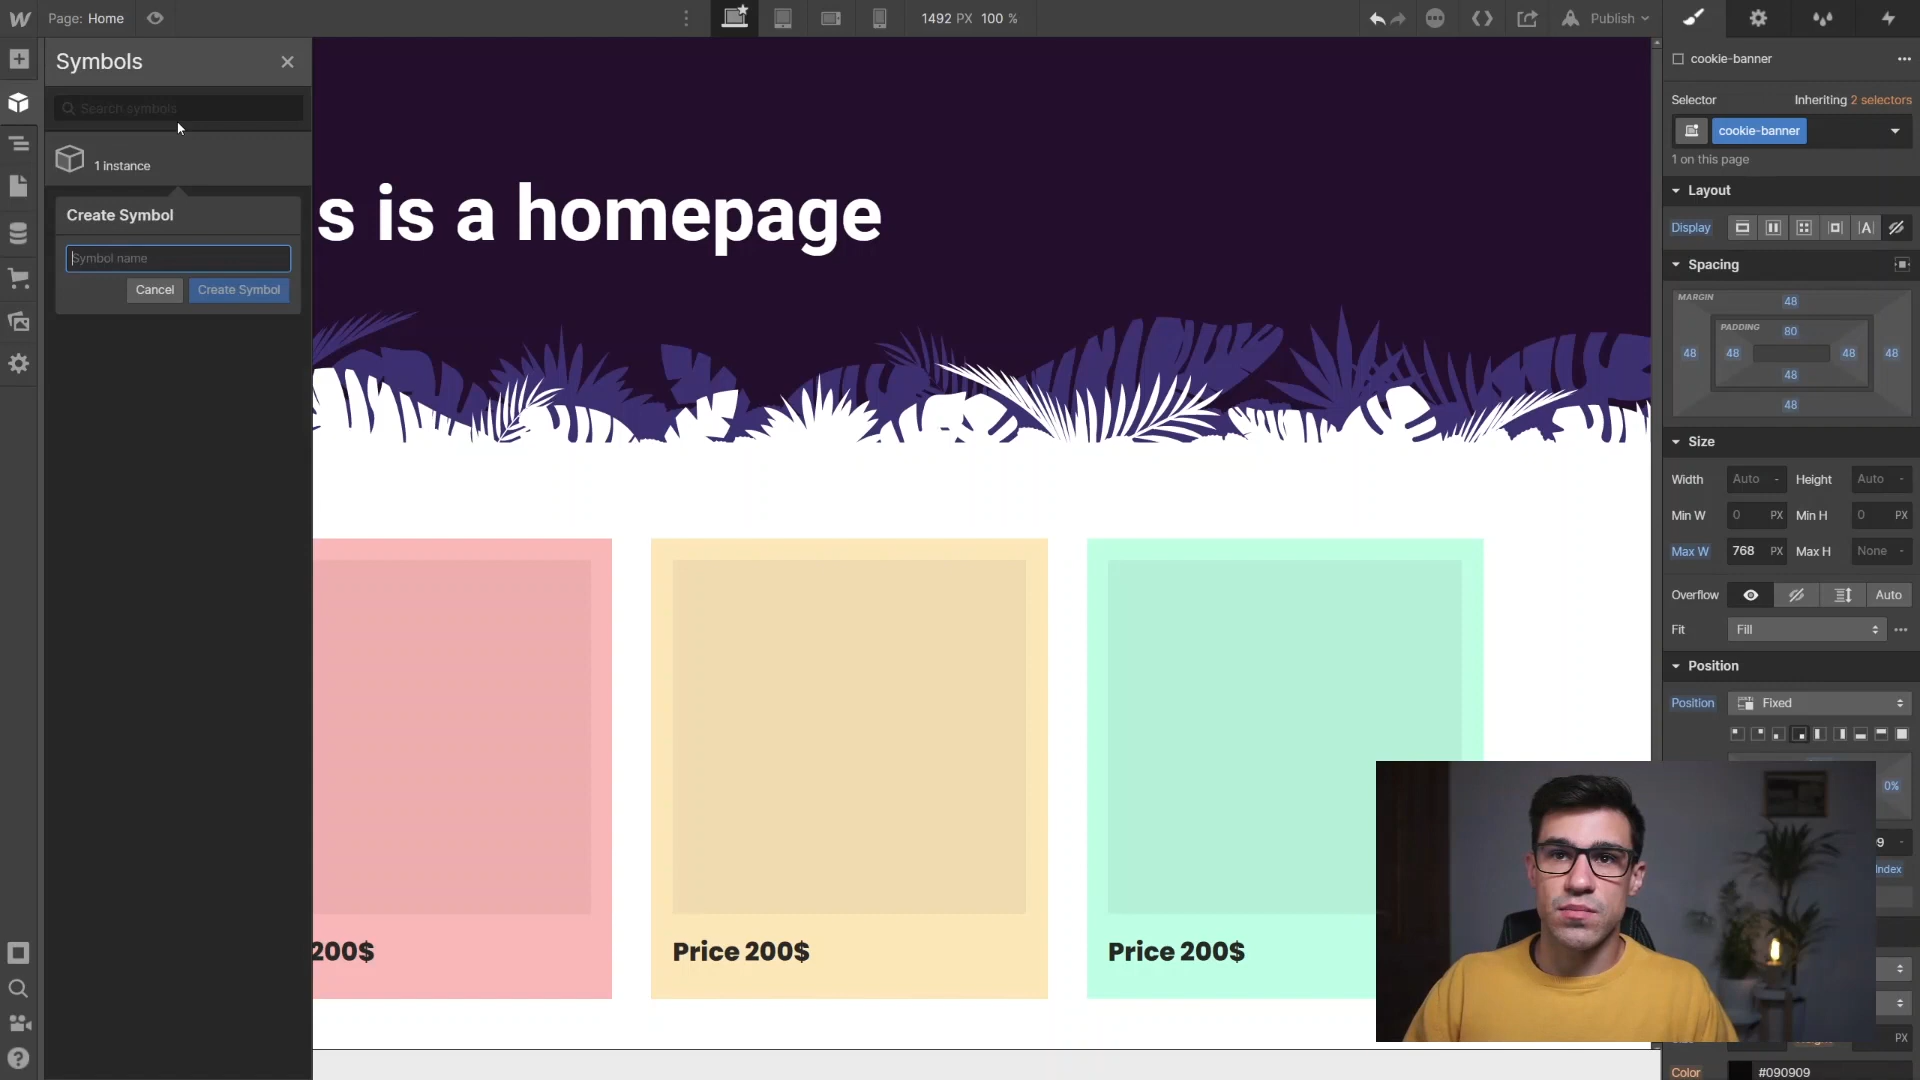 Page: Home
1492 PX 100 %
Publish
Symbols
Search symbols
1 instance
Create Symbol
Symbol name
Cancel
Create Symbol
s is a homepage
200$
Price 200$
Price 200$
cookie-banner
Selector
Inheriting 2 selectors
cookie-banner
1 on this page
Layout
Display
Spacing
MARGIN
48
PADDING
80
48
48
48
48
48
48
Size
Width
Auto
-
Height
Auto
-
Min W
0
PX
Min H
0
PX
Max W
768
PX
Max H
None
-
Overflow
Auto
Fit
Fill
Position
Position
Fixed
0%
9
-
Index
PX
Color
#090909